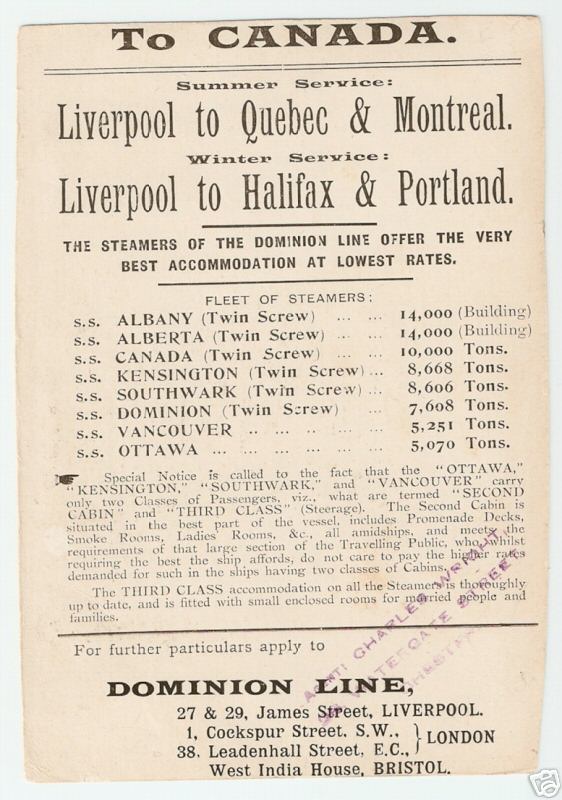 To CANADA.
Summer Service:
Liverpool to Quebec & Montreal.
Winter Service:
Liverpool to Halifax & Portland.
THE STEAMERS OF THE DOMINION LINE OFFER THE VERY
BEST ACCOMMODATION AT LOWEST RATES.
FLEET OF STEAMERS:
s.s. ALBANY (Twin Screw) ... ... 14,000 (Building)
s.s. ALBERTA (Twin Screw) ... ... 14,000 (Building)
s.s. CANADA (Twin Screw) ... ... 10,000 Tons.
s.s. KENSINGTON (Twin Screw) ... ... 8,668 Tons.
s.s. SOUTHWARK (Twin Screw) ... ... 8,606 Tons.
s.s. DOMINION (Twin Screw) ... 7,608 Tons.
s.s. VANCOUVER .. ... .. ... ... 5,251 Tons.
s.s. OTTAWA ... ... ... ... ... ... 5,070 Tons.
Special Notice is called to the fact that the "OTTAWA,"
"KENSINGTON," "SOUTHWARK," and "VANCOUVER" carry
only two Classes of Passengers, viz., what are termed "SECOND
CABIN" and "THIRD CLASS" (Steerage). The Second Cabin is
situated in the best part of the vessel, includes Promenade Decks,
Smoke Rooms, Ladies' Rooms, &c., all amidships, and meets the
requirements of that large section of the Travelling Public, who whilst
requiring the best the ship affords, do not care to pay the higher rates
demanded for such in the ships having two classes of Cabins.
The THIRD CLASS accommodation on all the Steamers is thoroughly
up to date, and is fitted with small enclosed rooms for married people and
families.
AGENT: CHARLES WRIGHT
WATERGATE STREET
CHESTER
For further particulars apply to
DOMINION LINE,
27 & 29, James Street, LIVERPOOL.
1, Cockspur Street, S.W., } LONDON
38, Leadenhall Street, E.C.,
West India House, BRISTOL.